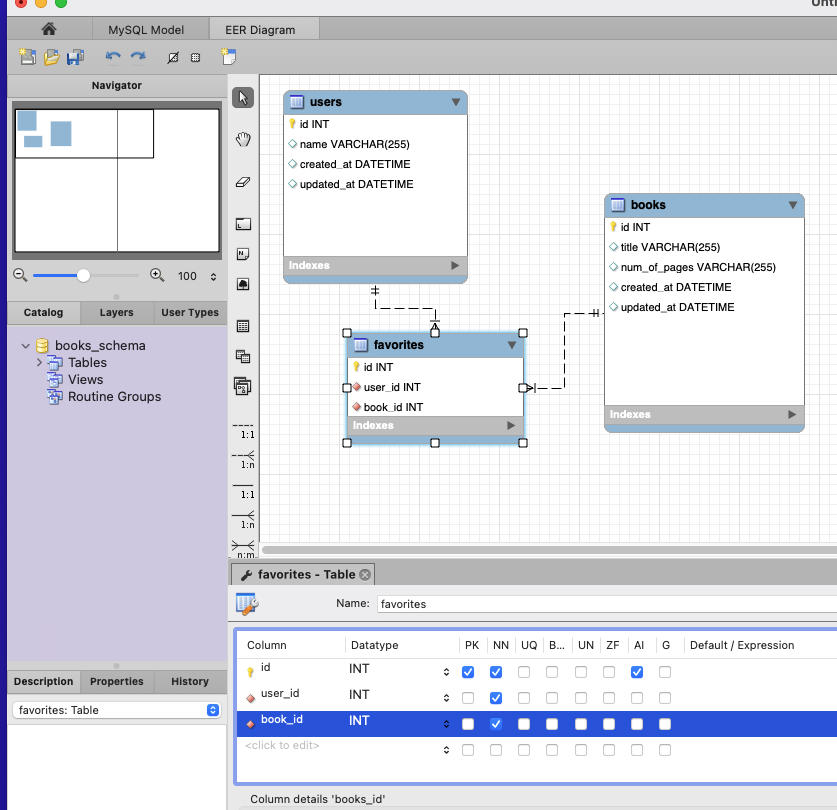 Unti
MySQL Model
EER Diagram
Navigator
100
Catalog
Layers
User Types
books_schema
Tables
Views
Routine Groups
Description
Properties
History
favorites: Table
1:1
1:n
1:1
1:n
n:m
users
id INT
name VARCHAR(255)
created_at DATETIME
updated_at DATETIME
Indexes
books
id INT
title VARCHAR(255)
num_of_pages VARCHAR(255)
created_at DATETIME
updated_at DATETIME
Indexes
favorites
id INT
user_id INT
book_id INT
Indexes
favorites - Table
Name: favorites
Column Datatype PK NN UQ B... UN ZF AI G Default / Expression
id INT
user_id INT
book_id INT
<click to edit>
Column details 'books_id'